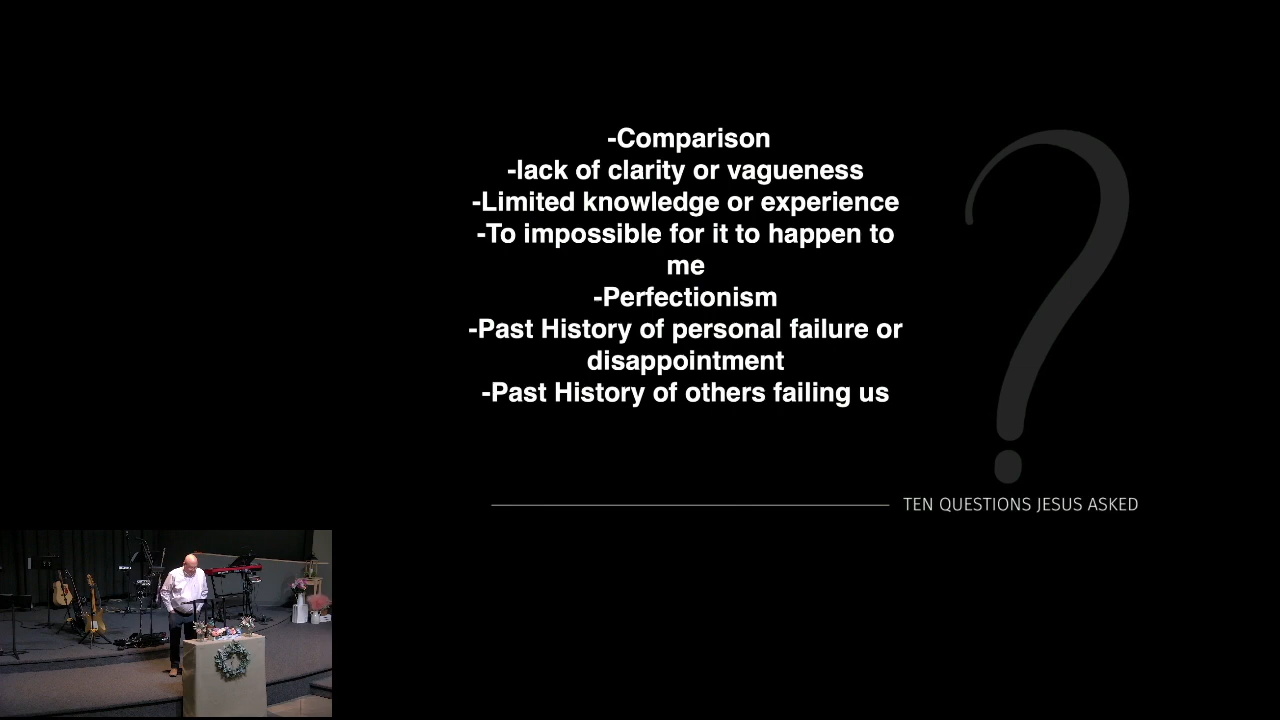 -Comparison
-lack of clarity or vagueness
-Limited knowledge or experience
-To impossible for it to happen to
me
-Perfectionism
-Past History of personal failure or
disappointment
-Past History of others failing us
?
TEN QUESTIONS JESUS ASKED